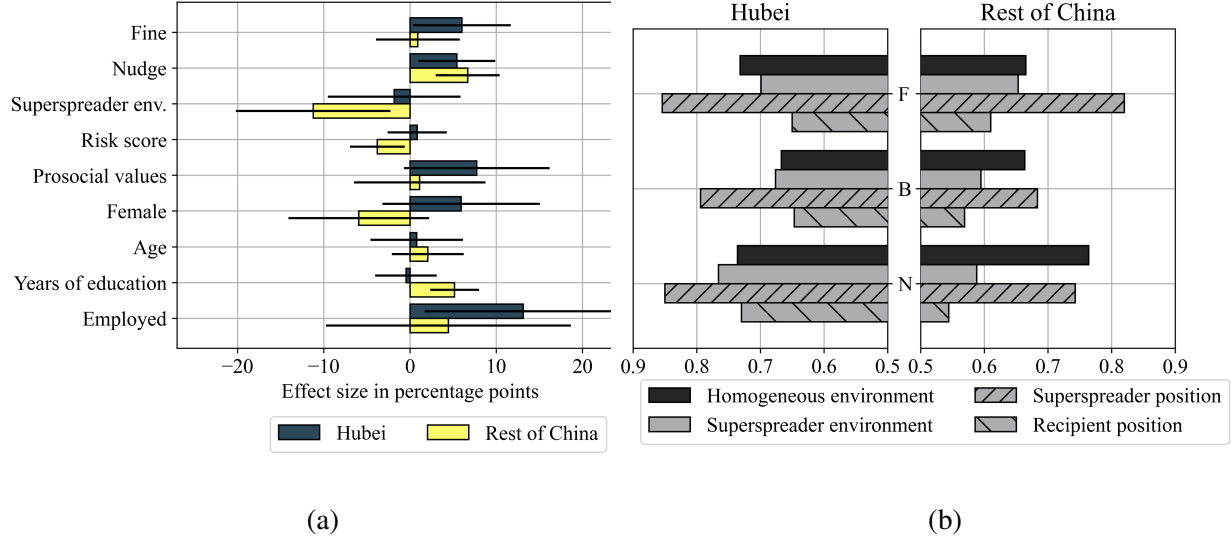 Fine
Nudge
Superspreader env.
Risk score
Prosocial values
Female
Age
Years of education
Employed
−20 −10 0 10 20
Effect size in percentage points
Hubei Rest of China
(a)
Hubei Rest of China
F
B
N
0.9 0.8 0.7 0.6 0.5 0.5 0.6 0.7 0.8 0.9
Homogeneous environment Superspreader position
Superspreader environment Recipient position
(b)